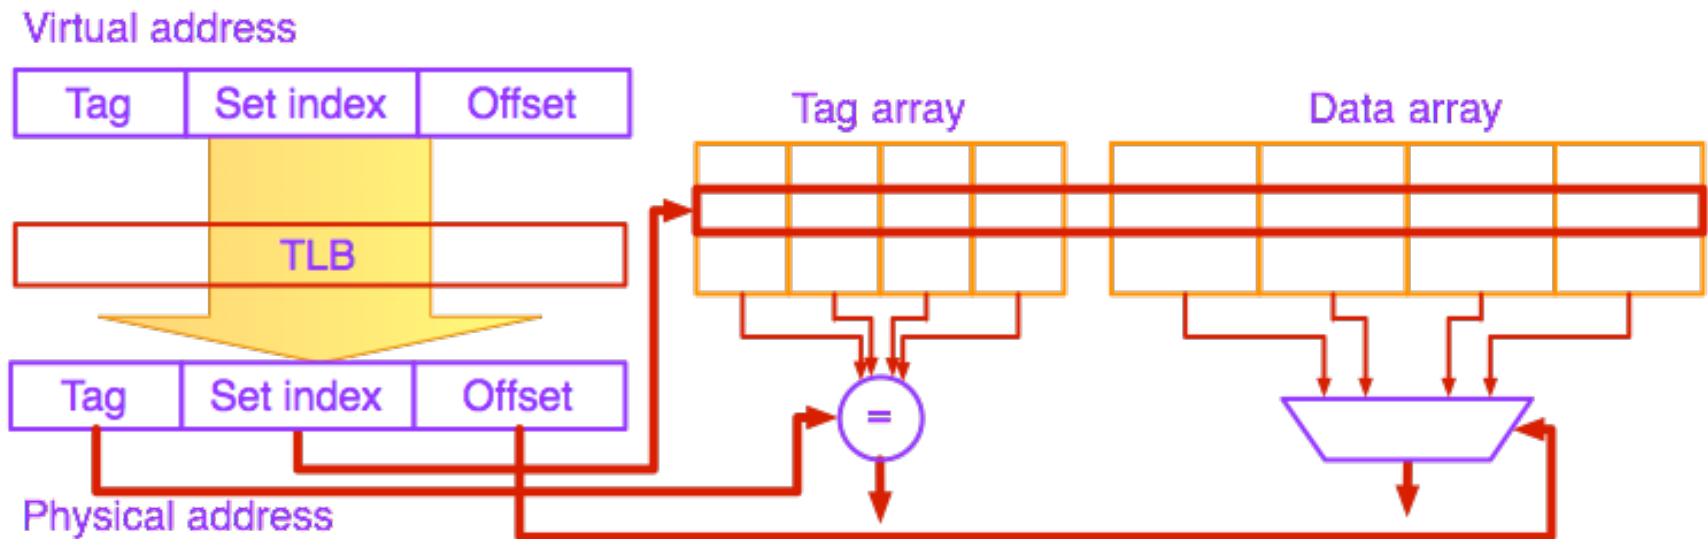 Virtual address
Tag Set index Offset
Tag array
Data array
TLB
Tag Set index Offset
=
Physical address